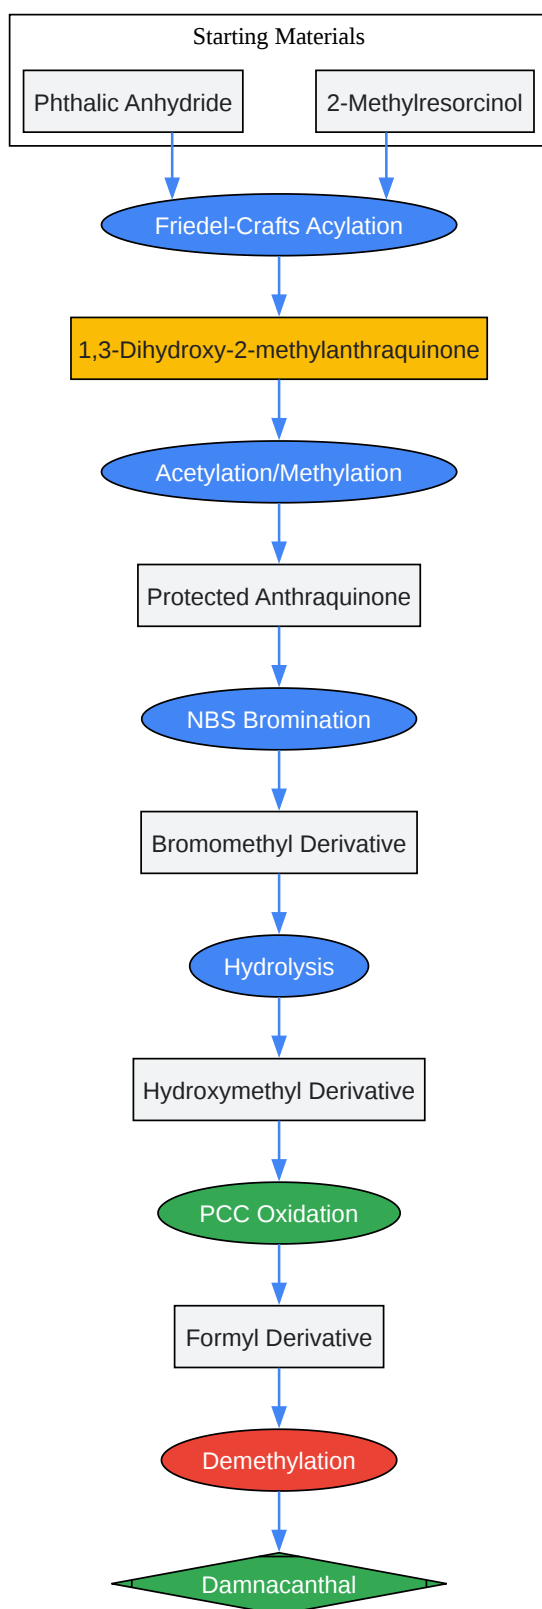 Starting Materials
Phthalic Anhydride
2-Methylresorcinol
Friedel-Crafts Acylation
1,3-Dihydroxy-2-methylanthraquinone
Acetylation/Methylation
Protected Anthraquinone
NBS Bromination
Bromomethyl Derivative
Hydrolysis
Hydroxymethyl Derivative
PCC Oxidation
Formyl Derivative
Demethylation
Damnacanthal